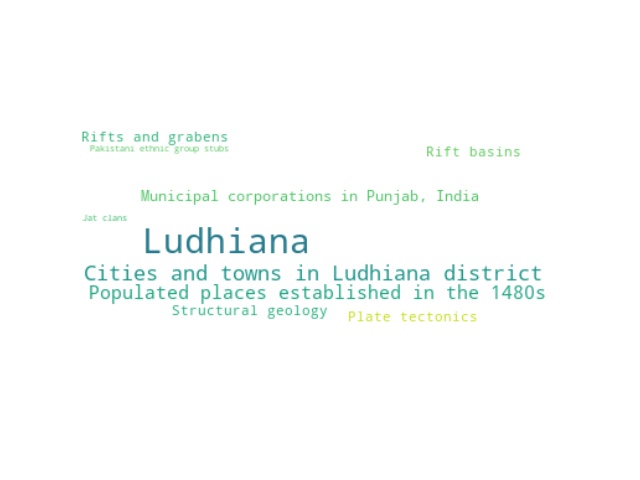 Rifts and grabens
Pakistani ethnic group stubs
Rift basins
Municipal corporations in Punjab, India
Jat clans
Ludhiana
Cities and towns in Ludhiana district
Populated places established in the 1480s
Structural geology
Plate tectonics